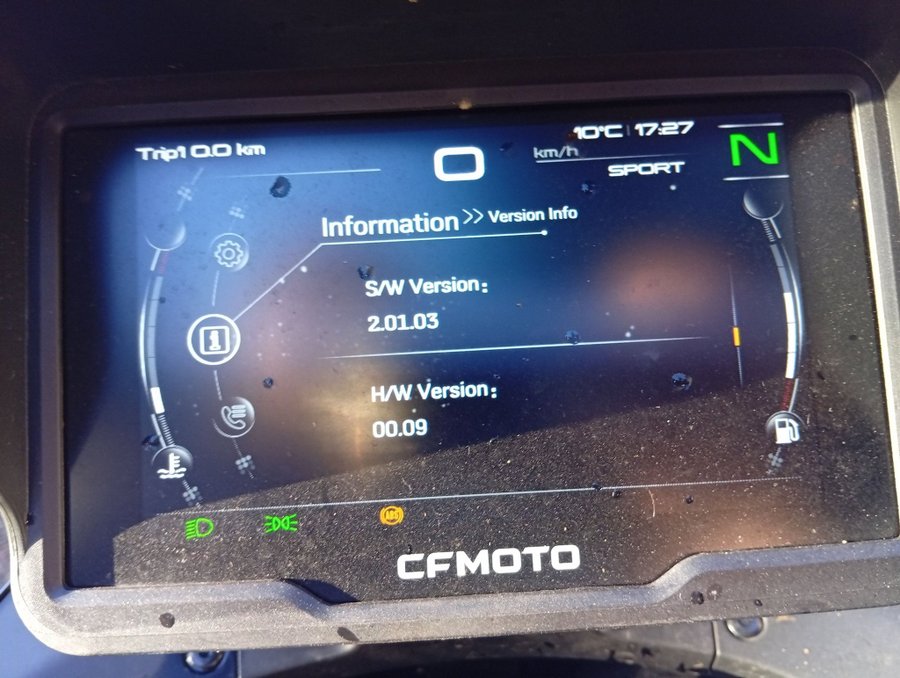 Trip1 0.0 km
10°C | 17:27
0 km/h
SPORT
N
Information >> Version Info
S/W Version:
2.01.03
H/W Version:
00.09
ABS
CFMOTO